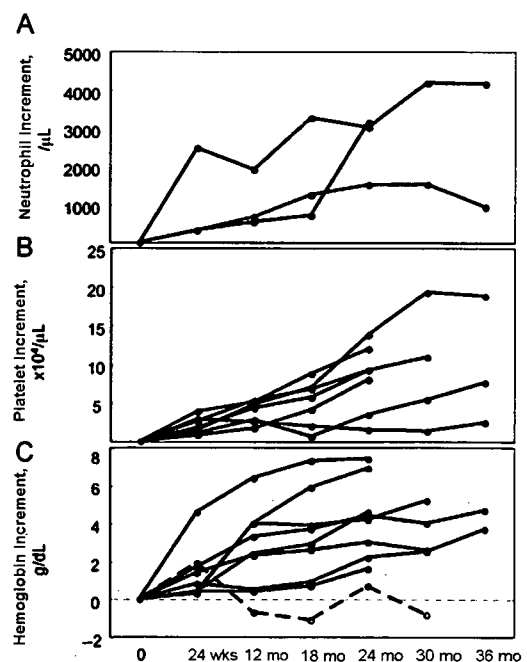 A
Neutrophil Increment,
/μL
5000
4000
3000
2000
1000
B
Platelet Increment,
x10⁴/μL
25
20
15
10
5
C
Hemoglobin Increment,
g/dL
8
6
4
2
0
−2
0 24 wks 12 mo 18 mo 24 mo 30 mo 36 mo